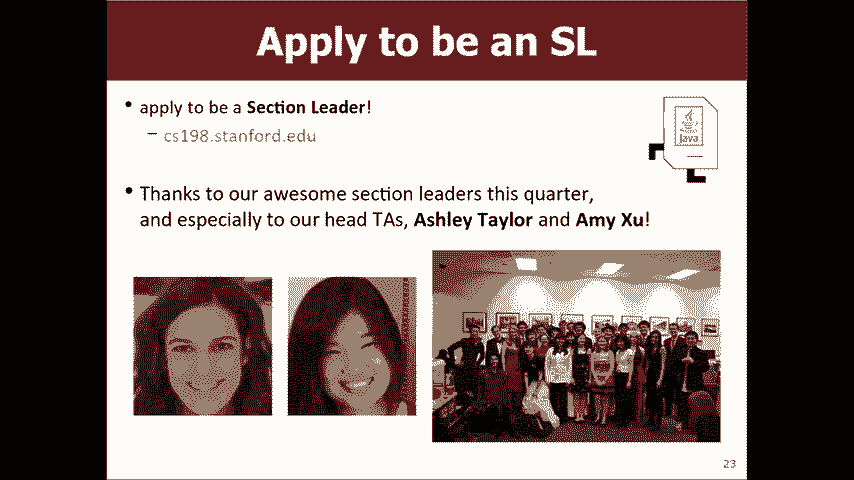 Apply to be an SL
• apply to be a Section Leader!
– cs198.stanford.edu
Java
• Thanks to our awesome section leaders this quarter,
and especially to our head TAs, Ashley Taylor and Amy Xu!
23